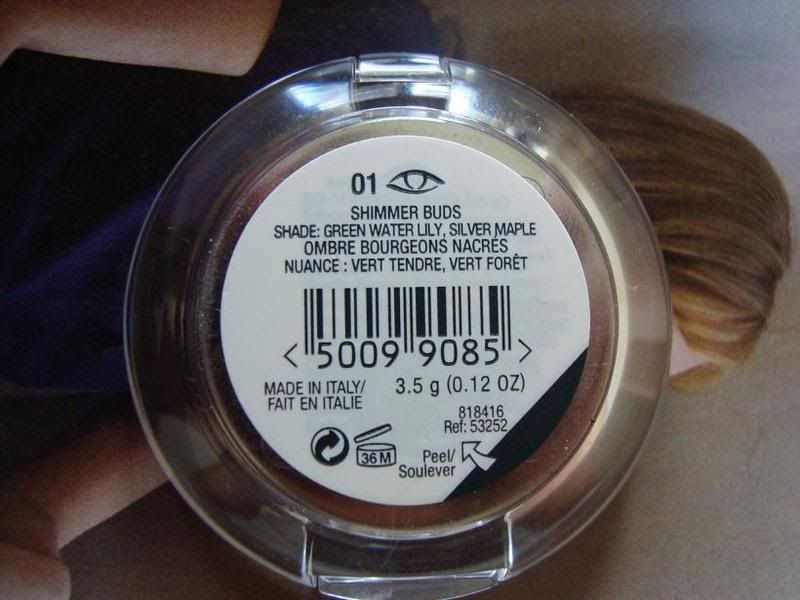 01
SHIMMER BUDS
SHADE: GREEN WATER LILY, SILVER MAPLE
OMBRE BOURGEONS NACRÉS
NUANCE : VERT TENDRE, VERT FORÊT
< 5009 9085 >
MADE IN ITALY/
FAIT EN ITALIE
3.5 g (0.12 OZ)
818416
Ref: 53252
36 M
Peel/
Soulever